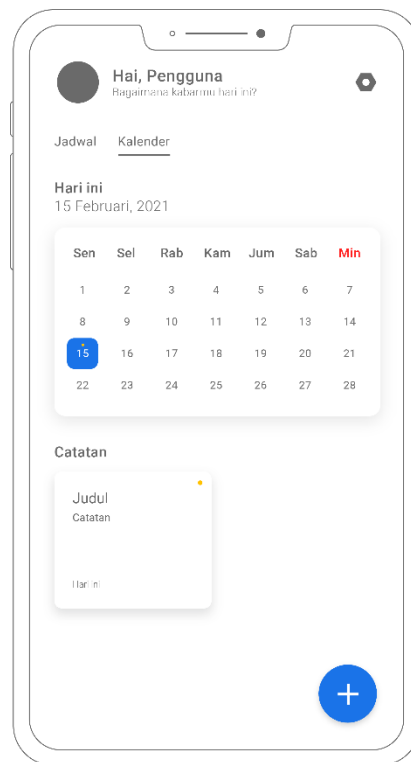 Hai, Pengguna
Bagaimana kabarmu hari ini?
Jadwal Kalender
Hari ini
15 Februari, 2021
Sen Sel Rab Kam Jum Sab Min
1 2 3 4 5 6 7
8 9 10 11 12 13 14
15 16 17 18 19 20 21
22 23 24 25 26 27 28
Catatan
Judul
Catatan
Hari ini